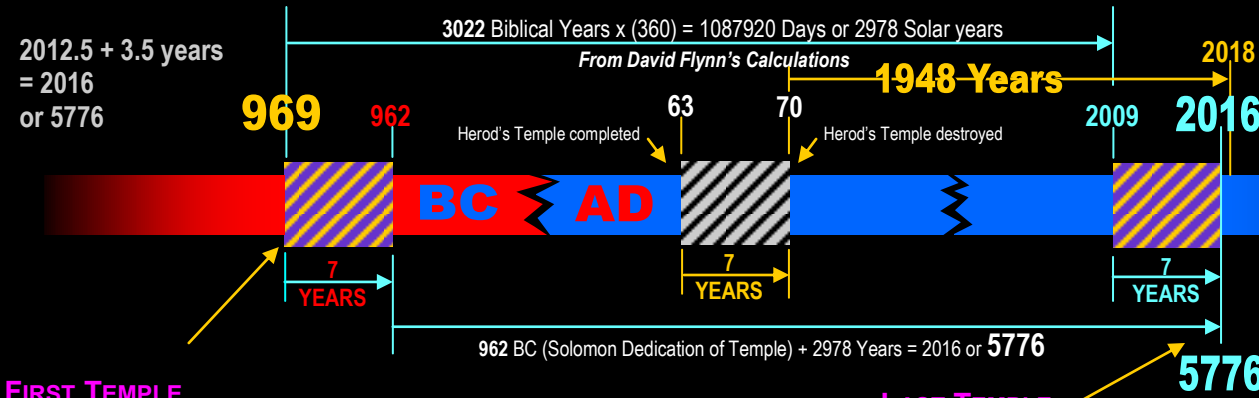 3022 Biblical Years x (360) = 1087920 Days or 2978 Solar years
From David Flynn's Calculations
2012.5 + 3.5 years
= 2016
or 5776
1948 Years
2018
969
962
63
70
2009
2016
Herod's Temple completed
Herod's Temple destroyed
BC
AD
7
YEARS
7
YEARS
7
YEARS
962 BC (Solomon Dedication of Temple) + 2978 Years = 2016 or 5776
5776
FIRST TEMPLE
LAST TEMPLE